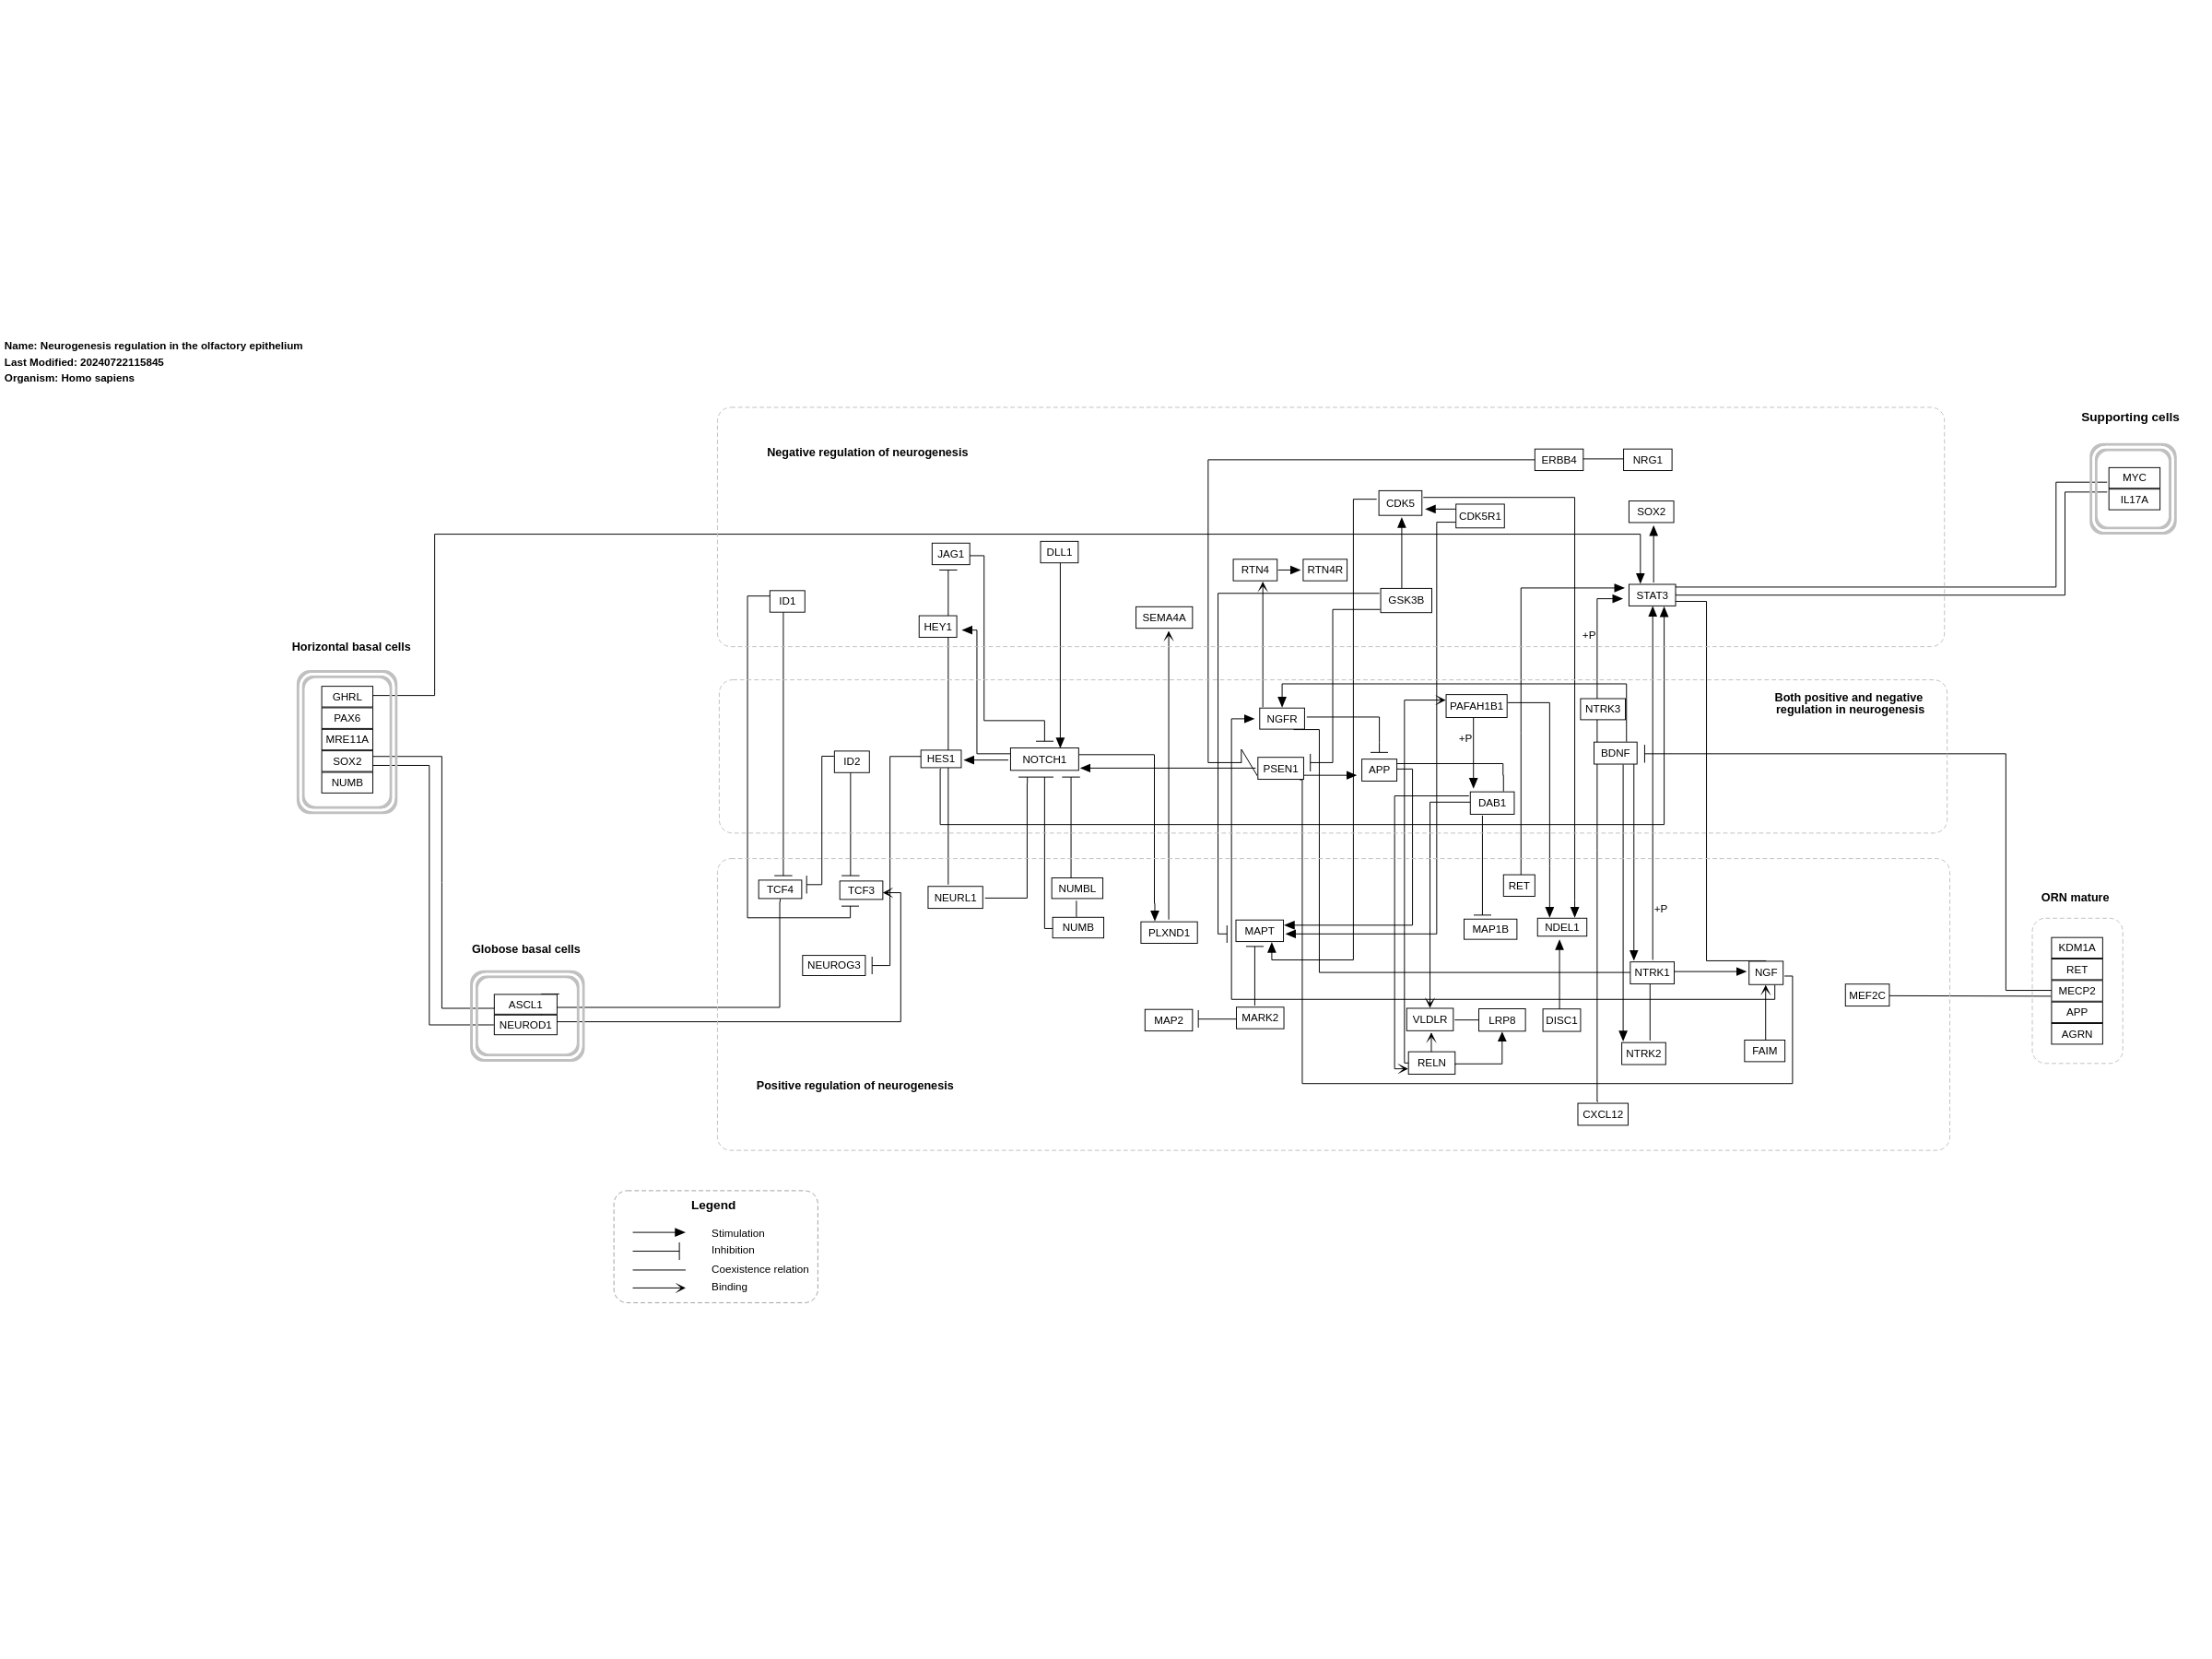 Name: Neurogenesis regulation in the olfactory epithelium
Last Modified: 20240722115845
Organism: Homo sapiens
Supporting cells
MYC
IL17A
Negative regulation of neurogenesis
ERBB4
NRG1
CDK5
CDK5R1
SOX2
JAG1
DLL1
RTN4
RTN4R
ID1
GSK3B
STAT3
SEMA4A
HEY1
+P
Horizontal basal cells
GHRL
PAX6
MRE11A
SOX2
NUMB
Both positive and negative
regulation in neurogenesis
PAFAH1B1
NTRK3
NGFR
+P
BDNF
ID2
HES1
NOTCH1
PSEN1
APP
DAB1
TCF4
TCF3
NEURL1
NUMBL
NUMB
RET
+P
PLXND1
MAPT
MAP1B
NDEL1
NEUROG3
NTRK1
NGF
MEF2C
ORN mature
KDM1A
RET
MECP2
APP
AGRN
Globose basal cells
ASCL1
NEUROD1
MAP2
MARK2
VLDLR
LRP8
DISC1
NTRK2
FAIM
RELN
Positive regulation of neurogenesis
CXCL12
Legend
Stimulation
Inhibition
Coexistence relation
Binding